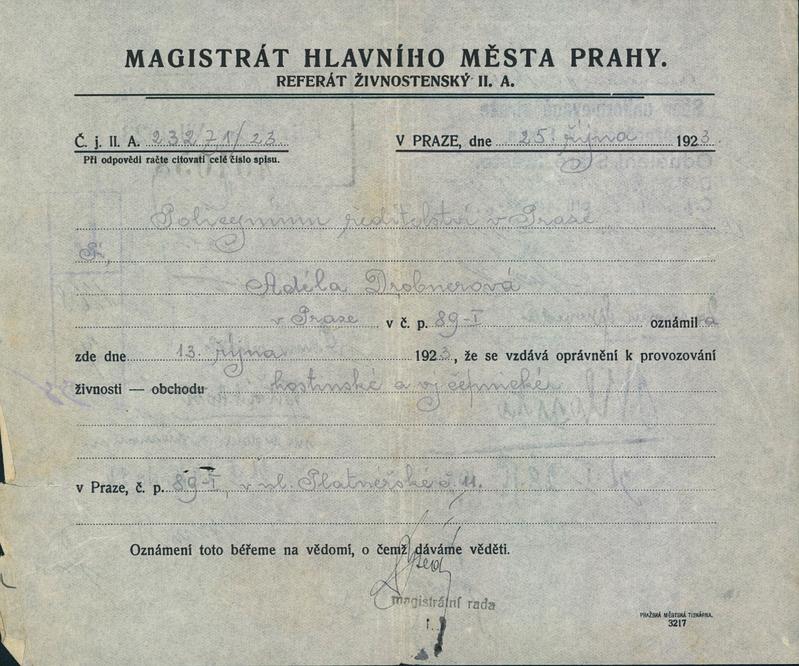 MAGISTRÁT HLAVNÍHO MĚSTA PRAHY.
REFERÁT ŽIVNOSTENSKÝ II. A.
Č. j. II. A. 23271/23 V PRAZE, dne 25. října 1923
Při odpovědi račte citovati celé číslo spisu.
Policejnímu ředitelství v Praze
Adéla Drobnerová
v Praze v č. p. 89-I oznámila
zde dne 13. října 1923, že se vzdává oprávnění k provozování
živnosti — obchodu hostinské a výčepnické
v Praze, č. p. 89-I, v ul. Platnéřské č. 11.
Oznámení toto béřeme na vědomí, o čemž dáváme věděti.
magistrátní rada
PRAŽSKÁ MĚSTSKÁ TISKÁRNA.
3217